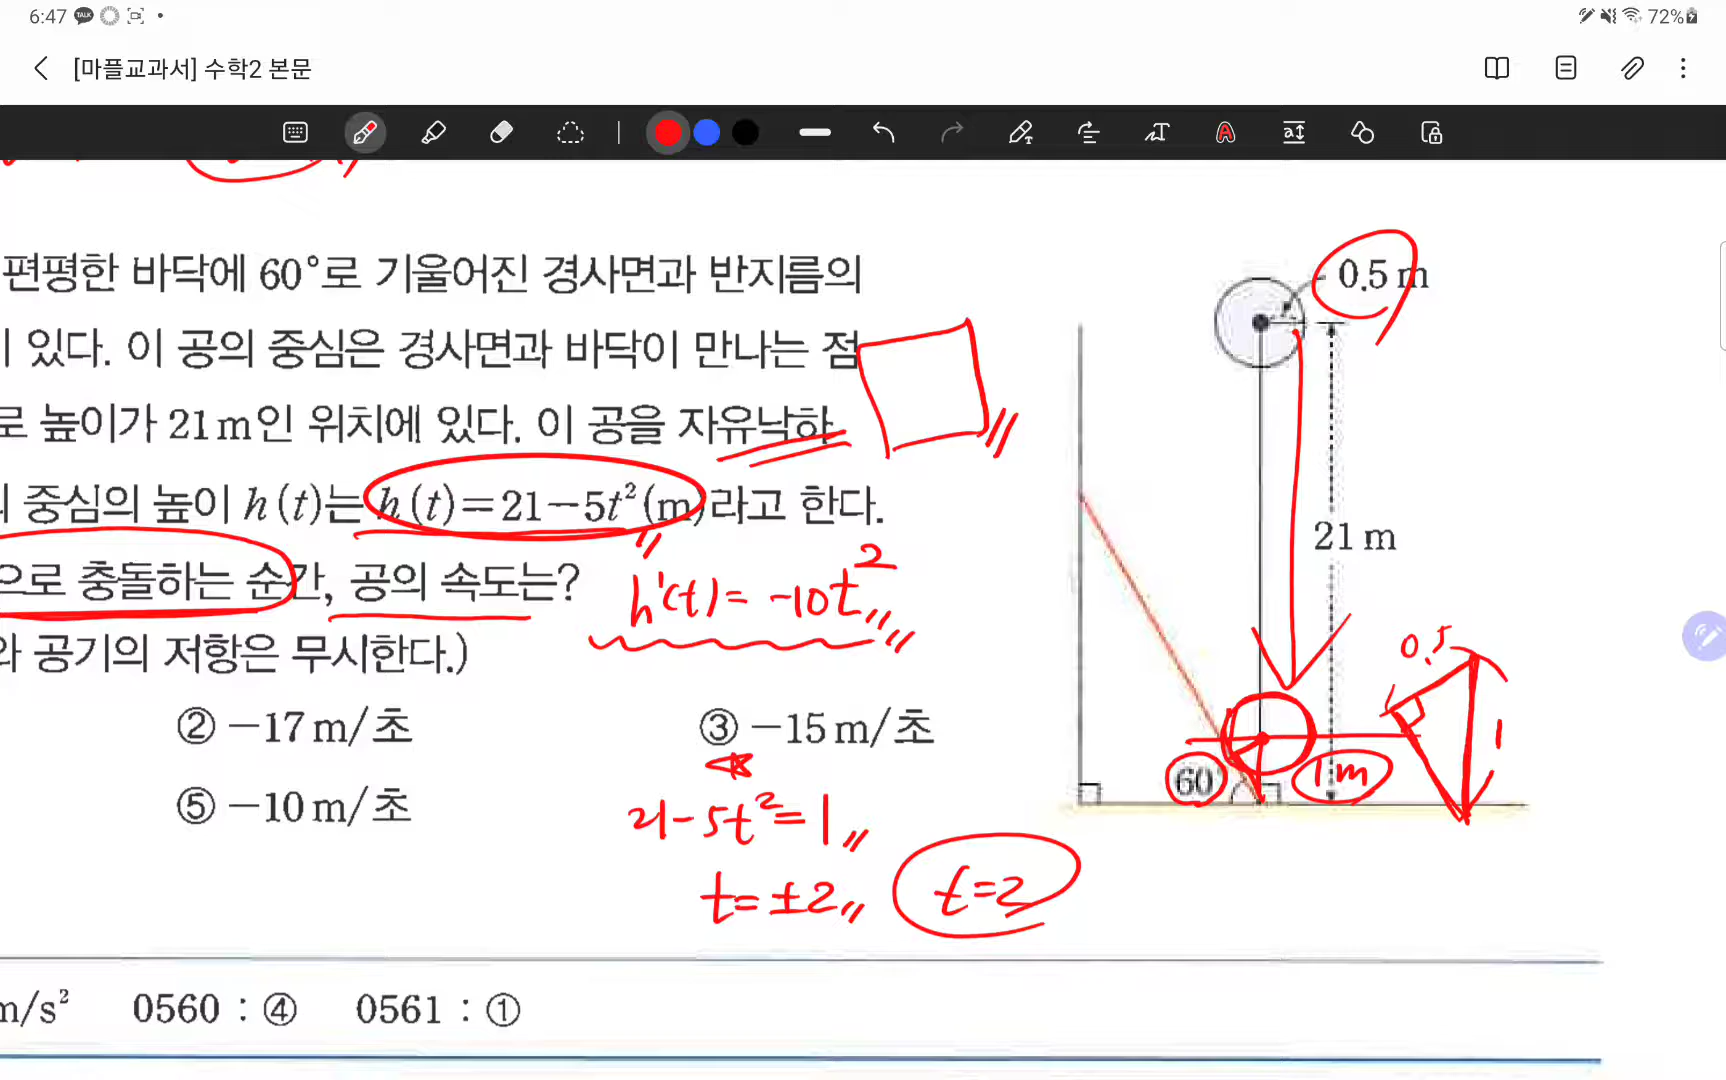 6:47 TALK 72%
[마플교과서] 수학2 본문
편평한 바닥에 60°로 기울어진 경사면과 반지름의
있다. 이 공의 중심은 경사면과 바닥이 만나는 점
로 높이가 21 m인 위치에 있다. 이 공을 자유낙하
중심의 높이 h(t)는 h(t)=21-5t²(m)라고 한다.
으로 충돌하는 순간, 공의 속도는?
h'(t)=-10t²
와 공기의 저항은 무시한다.)
② -17 m/초 ③ -15 m/초
⑤ -10 m/초
21-5t²=1
t=±2 t=2
0.5 m
21 m
60
1m
0.5
1
m/s² 0560 : ④ 0561 : ①